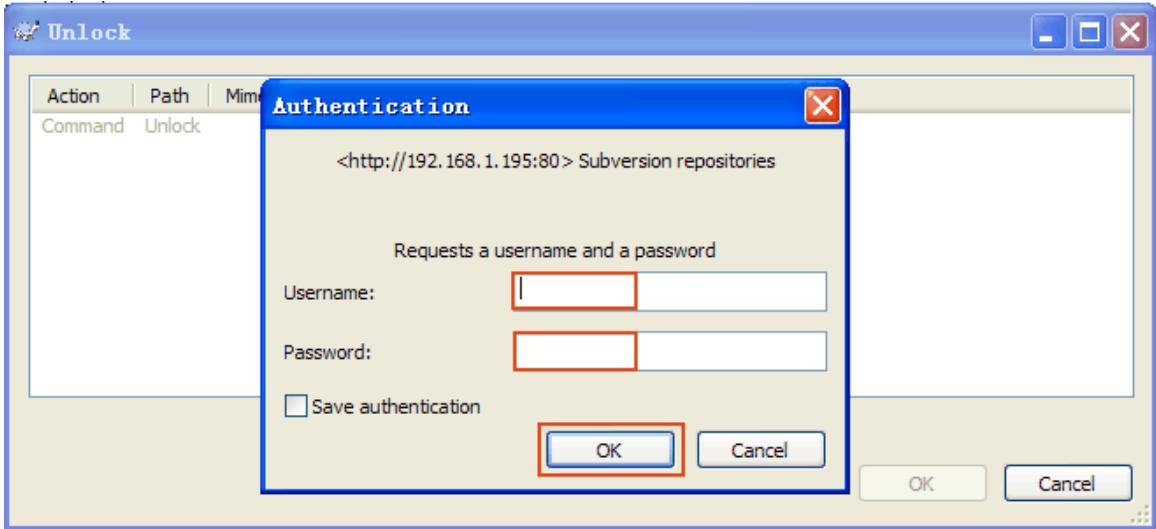 Unlock
Action Path
Command Unlock
Authentication
<http://192.168.1.195:80> Subversion repositories
Requests a username and a password
Username:
Password:
Save authentication
OK Cancel
OK Cancel